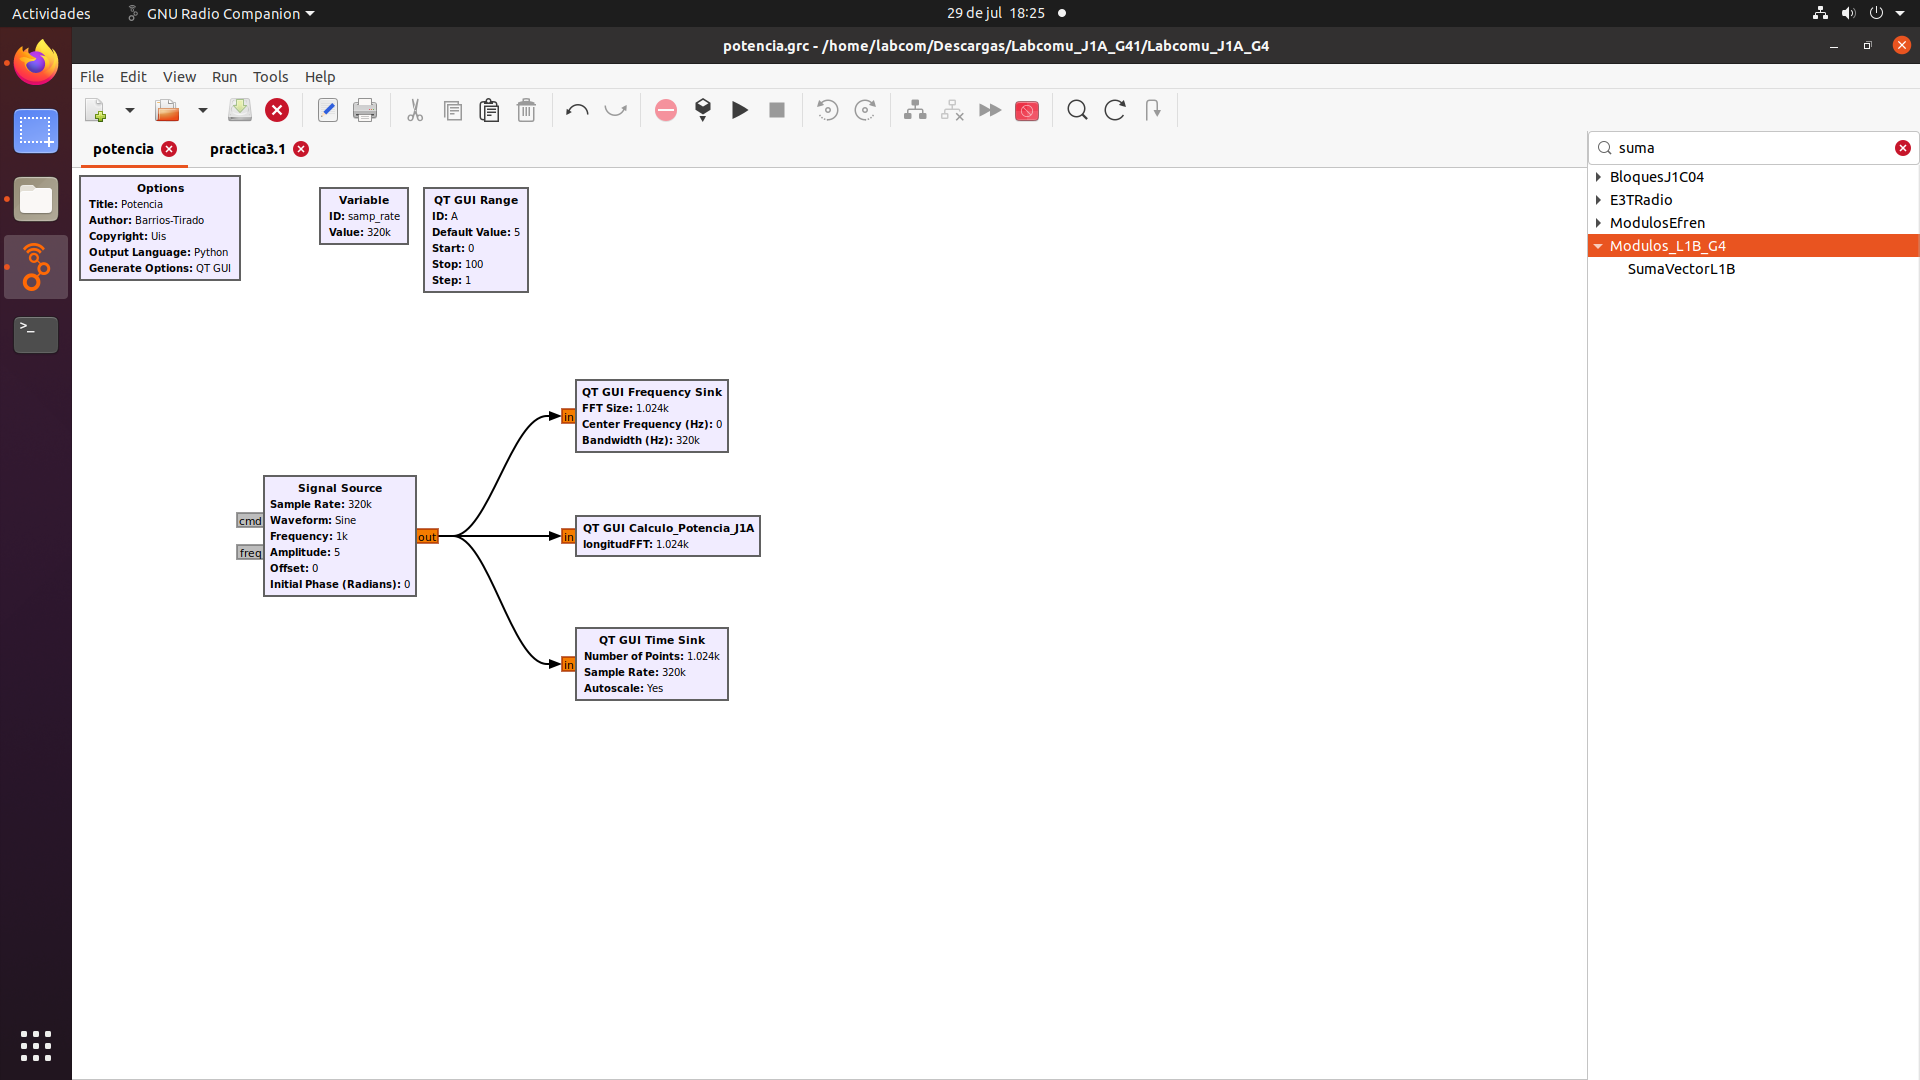 Actividades
GNU Radio Companion
29 de jul 18:25
potencia.grc - /home/labcom/Descargas/Labcomu_J1A_G41/Labcomu_J1A_G4
File Edit View Run Tools Help
potencia
practica3.1
suma
BloquesJ1C04
E3TRadio
ModulosEfren
Modulos_L1B_G4
SumaVectorL1B
Options
Title: Potencia
Author: Barrios-Tirado
Copyright: Uis
Output Language: Python
Generate Options: QT GUI
Variable
ID: samp_rate
Value: 320k
QT GUI Range
ID: A
Default Value: 5
Start: 0
Stop: 100
Step: 1
QT GUI Frequency Sink
FFT Size: 1.024k
Center Frequency (Hz): 0
Bandwidth (Hz): 320k
in
Signal Source
Sample Rate: 320k
Waveform: Sine
Frequency: 1k
Amplitude: 5
Offset: 0
Initial Phase (Radians): 0
cmd
freq
out
QT GUI Calculo_Potencia_J1A
longitudFFT: 1.024k
in
QT GUI Time Sink
Number of Points: 1.024k
Sample Rate: 320k
Autoscale: Yes
in